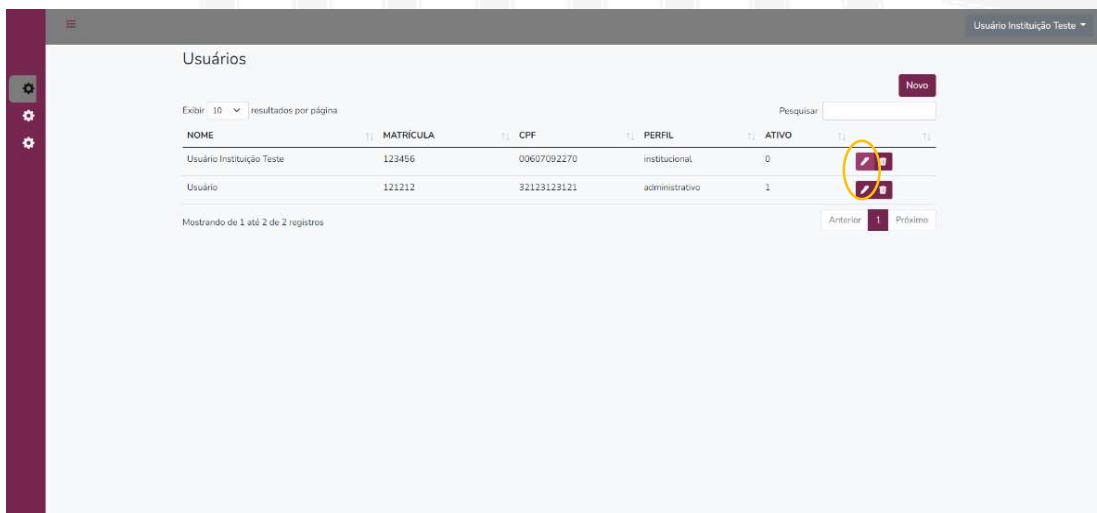 Usuário Instituição Teste
Usuários
Novo
Exibir 10 resultados por página Pesquisar
NOME MATRÍCULA CPF PERFIL ATIVO
Usuário Instituição Teste 123456 00607092270 institucional 0
Usuário 121212 32123123121 administrativo 1
Mostrando de 1 até 2 de 2 registros Anterior 1 Próximo